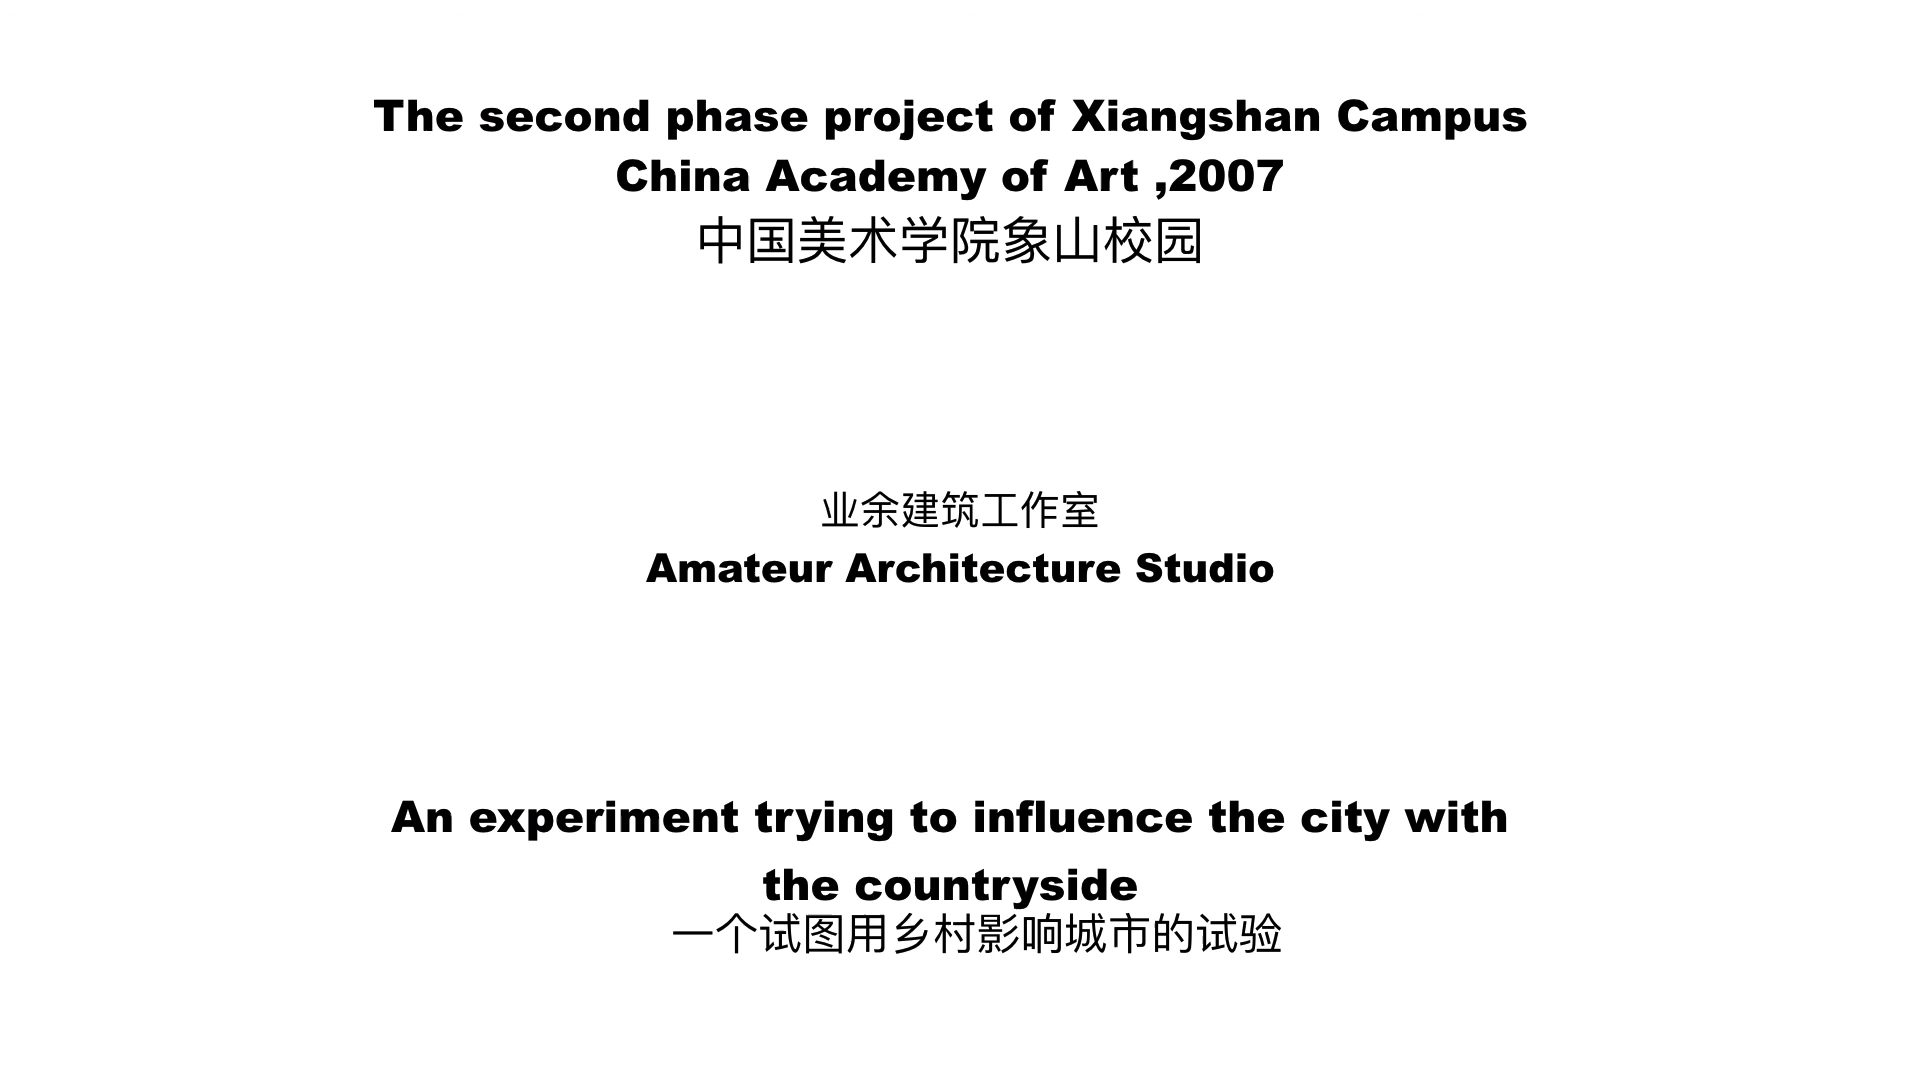 The second phase project of Xiangshan Campus
China Academy of Art ,2007
中国美术学院象山校园
业余建筑工作室
Amateur Architecture Studio
An experiment trying to influence the city with
the countryside
一个试图用乡村影响城市的试验